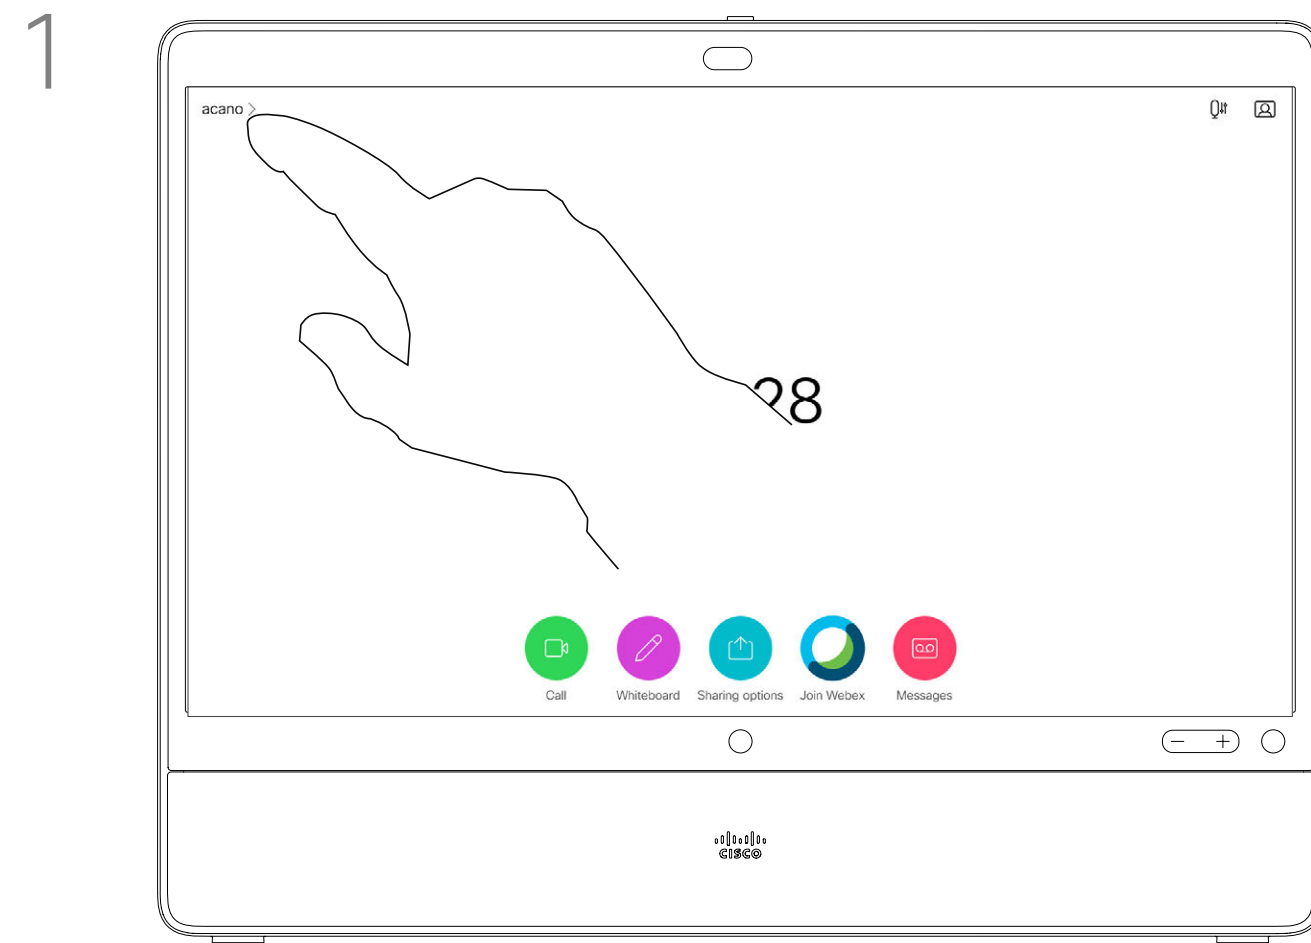 1
acano >
28
Call Whiteboard Sharing options Join Webex Messages
− +
CISCO